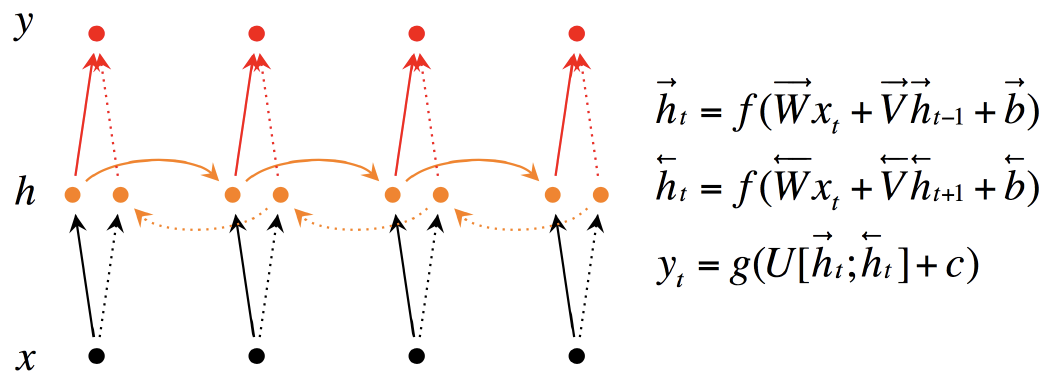 y
h
x
\overrightarrow{h}_t = f(\overrightarrow{W}x_t + \overrightarrow{V}\overrightarrow{h}_{t-1} + \overrightarrow{b})
\overleftarrow{h}_t = f(\overleftarrow{W}x_t + \overleftarrow{V}\overleftarrow{h}_{t+1} + \overleftarrow{b})
y_t = g(U[\overrightarrow{h}_t;\overleftarrow{h}_t] + c)